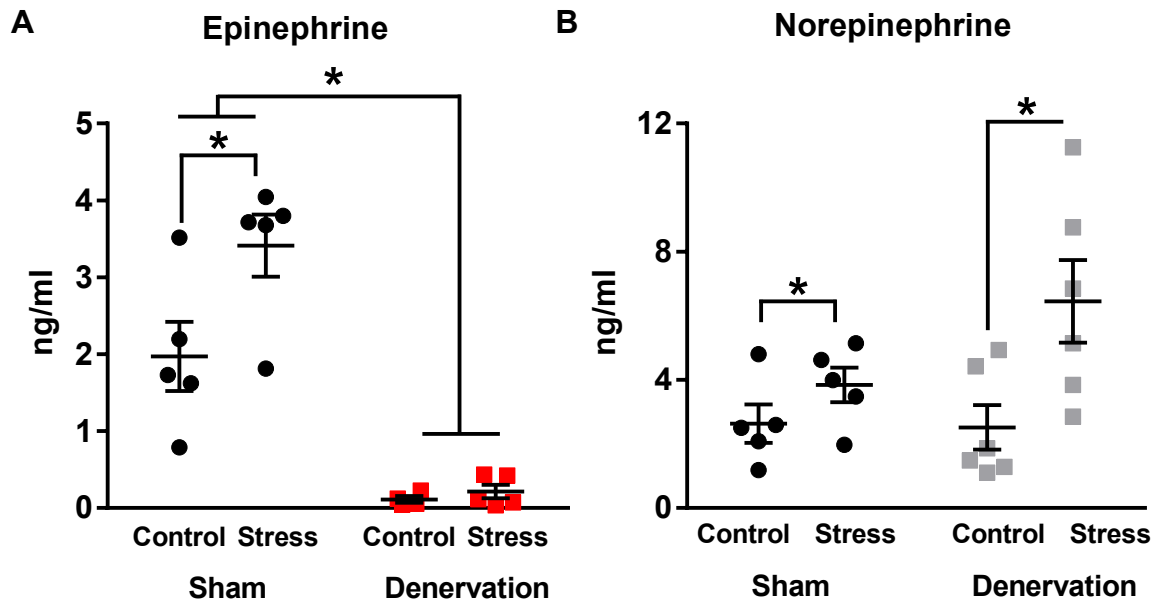 A
Epinephrine
*
*
ng/ml
5
4
3
2
1
0
Control Stress
Control Stress
Sham
Denervation
B
Norepinephrine
*
*
ng/ml
12
8
4
0
Control Stress
Control Stress
Sham
Denervation